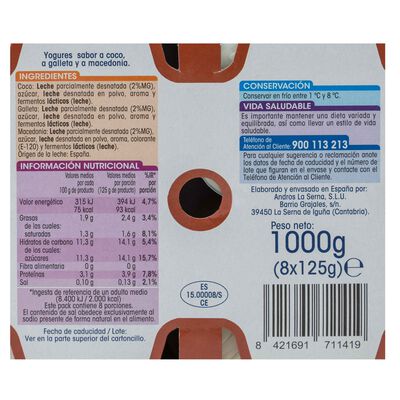 Yogures sabor a coco,
a galleta y a macedonia.
INGREDIENTES
Coco: Leche parcialmente desnatada (2%MG),
azúcar, leche desnatada en polvo, aroma y
fermentos lácticos (leche).
Galleta: Leche parcialmente desnatada (2%MG),
azúcar, leche desnatada en polvo, aroma y
fermentos lácticos (leche).
Macedonia: Leche parcialmente desnatada (2%MG),
azúcar, leche desnatada en polvo, aroma, colorante
(E-120) y fermentos lácticos (leche).
Origen de la leche: España.
INFORMACIÓN NUTRICIONAL
Valores medios por cada 100 g de producto
Valores medios por porción (125 g de producto)
%IR* por porción
Valor energético 315 kJ 394 kJ 4,7%
75 kcal 93 kcal
Grasas 1,9 g 2,4 g 3,4%
de las cuales:
saturadas 1,3 g 1,6 g 8,1%
Hidratos de carbono 11,3 g 14,1 g 5,4%
de los cuales:
azúcares 11,3 g 14,1 g 15,7%
Fibra alimentaria 0 g 0 g
Proteínas 3,1 g 3,9 g 7,8%
Sal 0,10 g 0,13 g 2,1%
*Ingesta de referencia de un adulto medio
(8.400 kJ / 2.000 kcal)
Este pack contiene 8 porciones.
El contenido de sal obedece exclusivamente al
sodio presente de forma natural en el alimento.
Fecha de caducidad / Lote:
Ver en la parte superior del cartoncillo.
CONSERVACIÓN
Conservar en frío entre 1 °C y 8 °C.
VIDA SALUDABLE
Es importante mantener una dieta variada y
equilibrada, así como llevar un estilo de vida
saludable.
Teléfono de
Atención al Cliente: 900 113 213
Para cualquier sugerencia o reclamación anote
los datos de fecha de caducidad y el número de
lote que figuran en el envase y contacte con
el Teléfono de Atención al Cliente.
Elaborado y envasado en España por:
Andros La Serna, S.L.U.
Barrio Grajales, s/n.
39450 La Serna de Iguña (Cantabria).
Peso neto:
1000g
(8x125g) e
ES
15.00008/S
CE
8 421691 711419